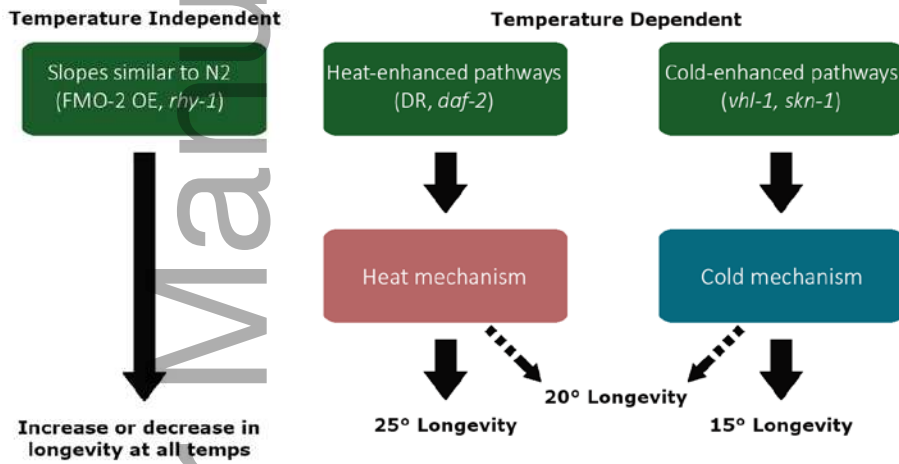 Temperature Independent
Temperature Dependent
Slopes similar to N2
(FMO-2 OE, rhy-1)
Heat-enhanced pathways
(DR, daf-2)
Cold-enhanced pathways
(vhl-1, skn-1)
Heat mechanism
Cold mechanism
20° Longevity
25° Longevity
15° Longevity
Increase or decrease in
longevity at all temps
Manu